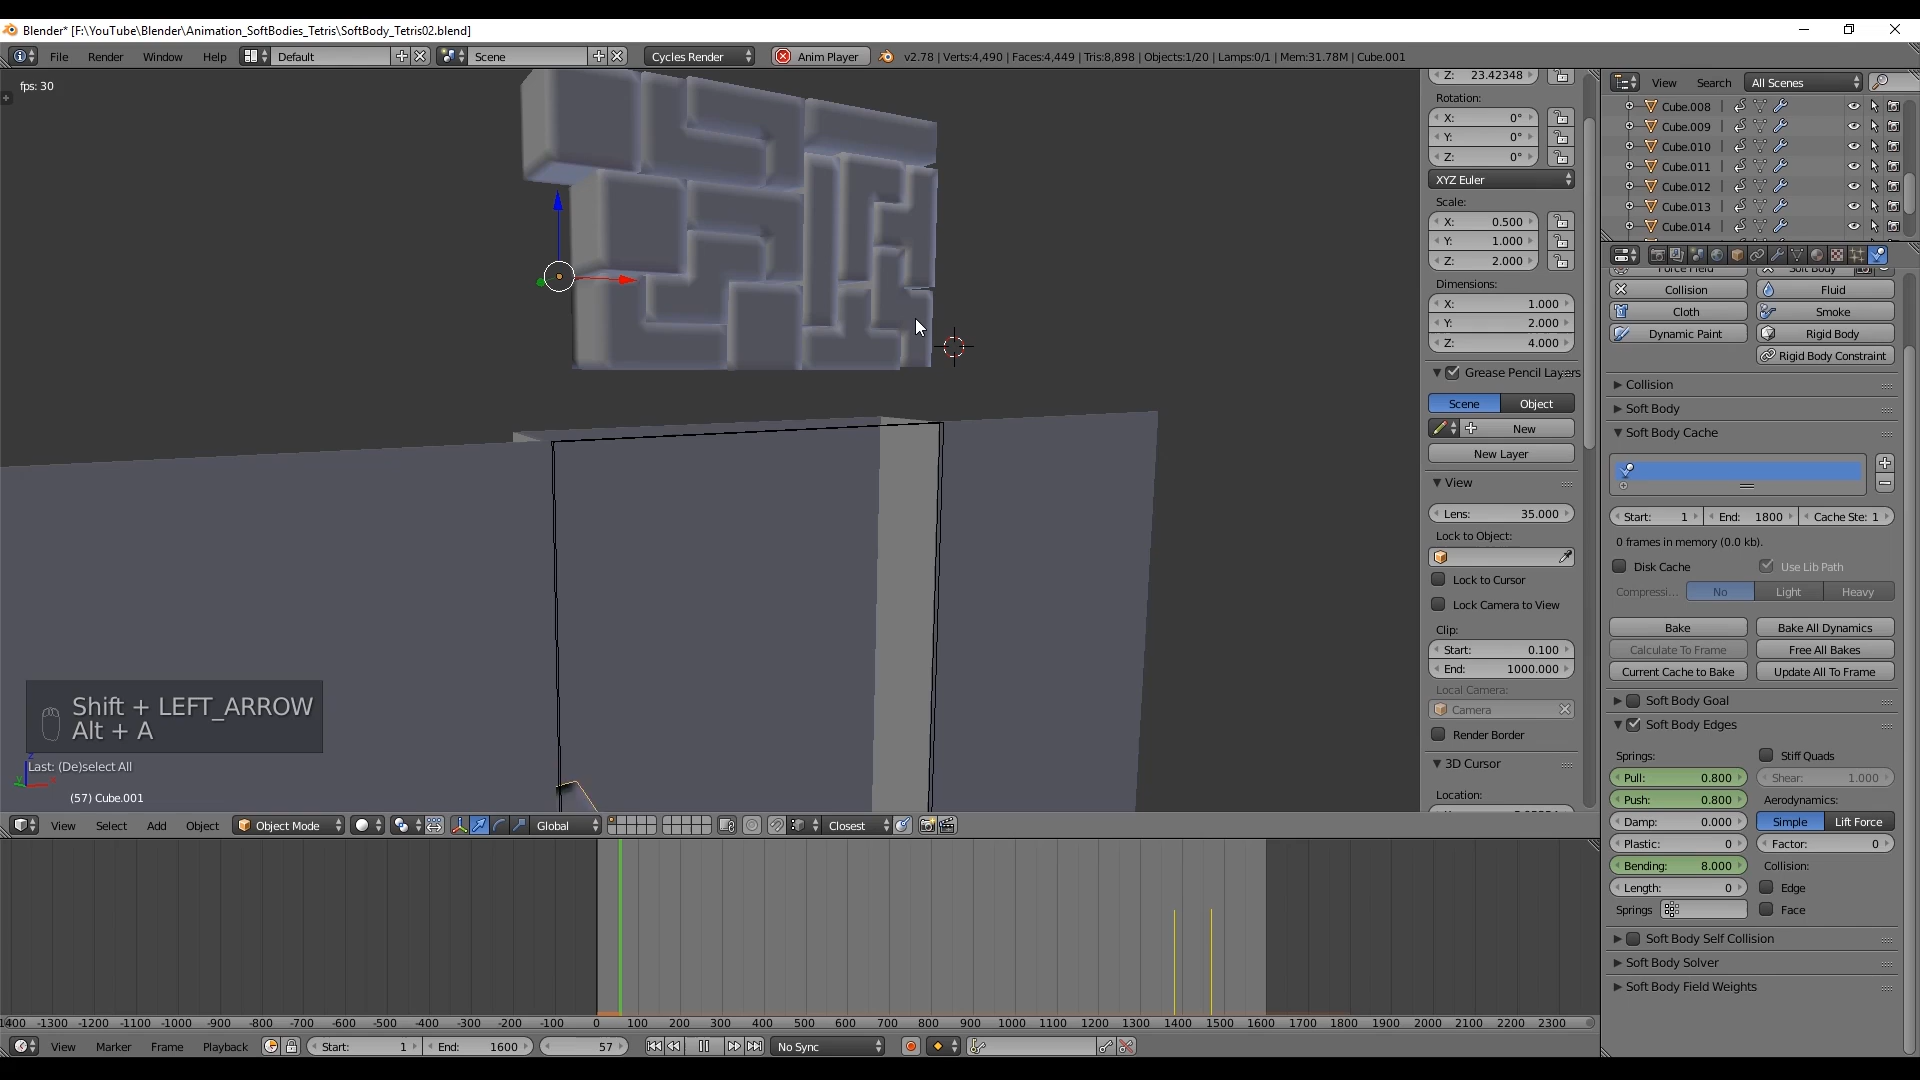 Blender* [F:\YouTube\Blender\Animation_SoftBodies_Tetris\SoftBody_Tetris02.blend]
File Render Window Help Default Scene Cycles Render Anim Player v2.78 | Verts:4,490 | Faces:4,449 | Tris:8,898 | Objects:1/20 | Lamps:0/1 | Mem:31.78M | Cube.001
fps: 30
Z: 23.42348
Rotation:
X: 0°
Y: 0°
Z: 0°
XYZ Euler
Scale:
X: 0.500
Y: 1.000
Z: 2.000
Dimensions:
X: 1.000
Y: 2.000
Z: 4.000
Grease Pencil Layers
Scene Object
New
New Layer
View
Lens: 35.000
Lock to Object:
Lock to Cursor
Lock Camera to View
Clip:
Start: 0.100
End: 1000.000
Local Camera:
Camera
Render Border
3D Cursor
Location:
View Search All Scenes
Cube.008
Cube.009
Cube.010
Cube.011
Cube.012
Cube.013
Cube.014
Force Field Soft Body
Collision Fluid
Cloth Smoke
Dynamic Paint Rigid Body
Rigid Body Constraint
Collision
Soft Body
Soft Body Cache
Start: 1 End: 1800 Cache Ste: 1
0 frames in memory (0.0 kb).
Disk Cache Use Lib Path
Compressi... No Light Heavy
Bake Bake All Dynamics
Calculate To Frame Free All Bakes
Current Cache to Bake Update All To Frame
Soft Body Goal
Soft Body Edges
Springs: Stiff Quads
Pull: 0.800 Shear: 1.000
Push: 0.800 Aerodynamics:
Damp: 0.000 Simple Lift Force
Plastic: 0 Factor: 0
Bending: 8.000 Collision:
Length: 0 Edge
Springs Face
Soft Body Self Collision
Soft Body Solver
Soft Body Field Weights
Shift + LEFT_ARROW
Alt + A
Last: (De)select All
(57) Cube.001
z
y x
View Select Add Object Object Mode Global Closest
-1400 -1300 -1200 -1100 -1000 -900 -800 -700 -600 -500 -400 -300 -200 -100 0 100 200 300 400 500 600 700 800 900 1000 1100 1200 1300 1400 1500 1600 1700 1800 1900 2000 2100 2200 2300
View Marker Frame Playback Start: 1 End: 1600 57 No Sync